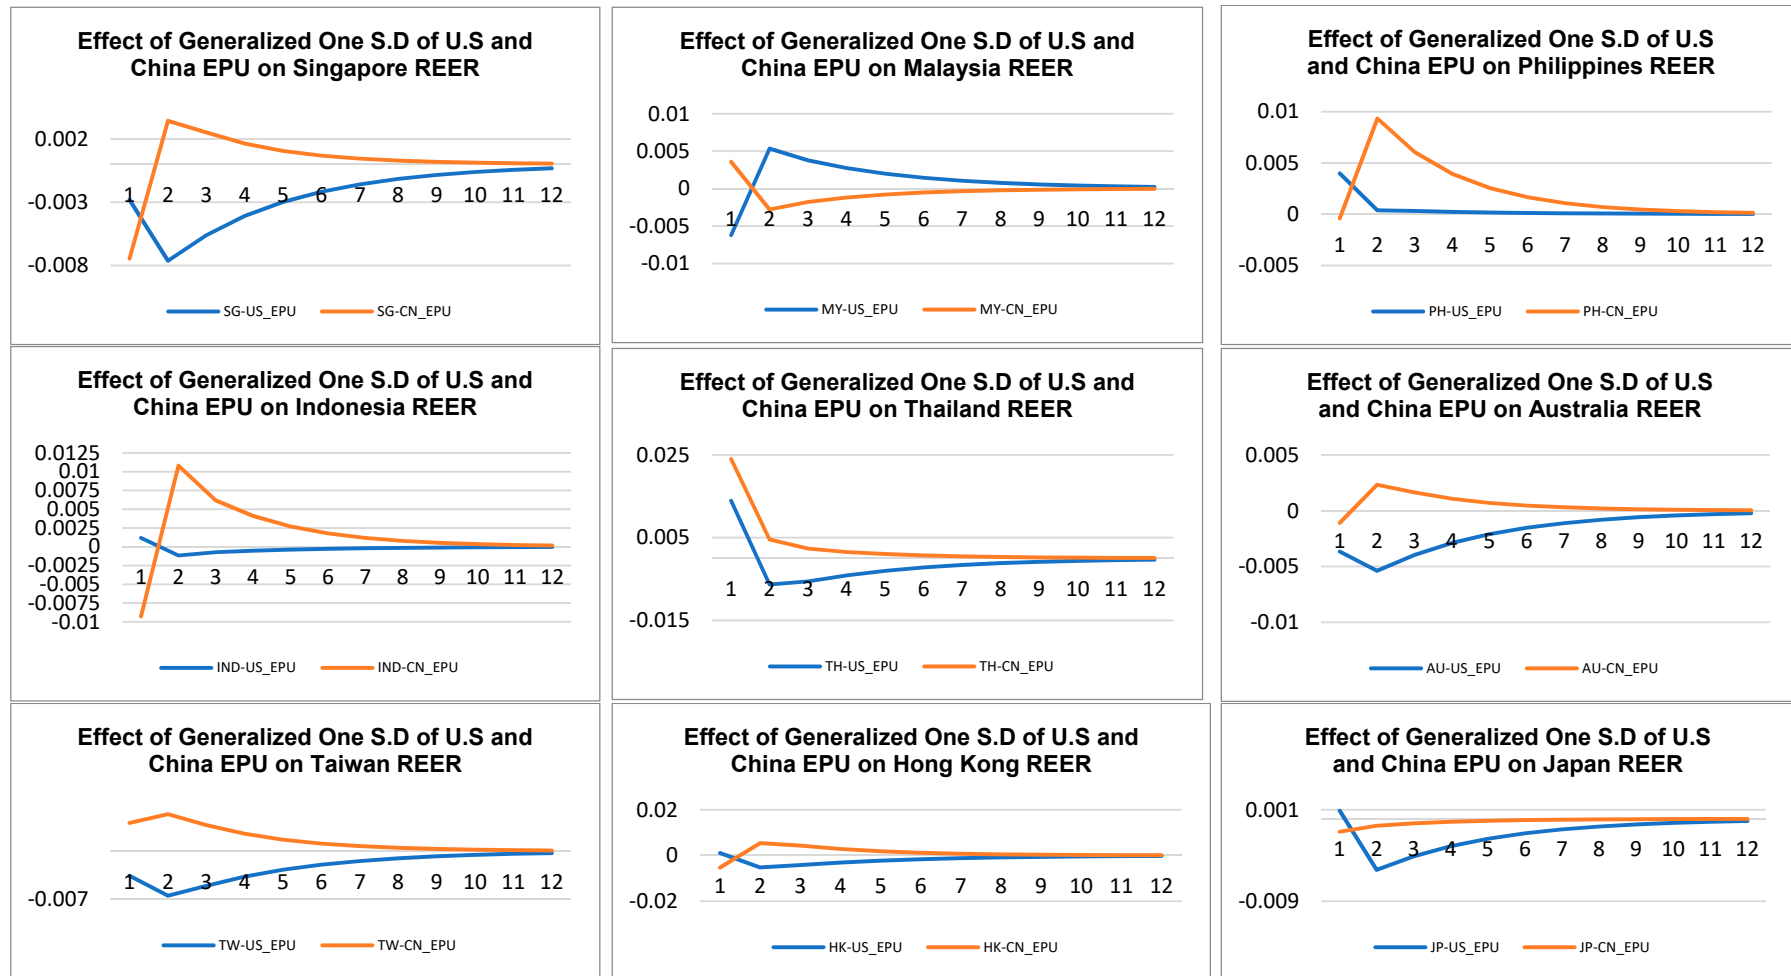 Effect of Generalized One S.D of U.S and
China EPU on Singapore REER
0.002
-0.003
-0.008
1 2 3 4 5 6 7 8 9 10 11 12
SG-US_EPU SG-CN_EPU
Effect of Generalized One S.D of U.S and
China EPU on Malaysia REER
0.01
0.005
0
-0.005
-0.01
1 2 3 4 5 6 7 8 9 10 11 12
MY-US_EPU MY-CN_EPU
Effect of Generalized One S.D of U.S
and China EPU on Philippines REER
0.01
0.005
0
-0.005
1 2 3 4 5 6 7 8 9 10 11 12
PH-US_EPU PH-CN_EPU
Effect of Generalized One S.D of U.S and
China EPU on Indonesia REER
0.0125
0.01
0.0075
0.005
0.0025
0
-0.0025
-0.005
-0.0075
-0.01
1 2 3 4 5 6 7 8 9 10 11 12
IND-US_EPU IND-CN_EPU
Effect of Generalized One S.D of U.S and
China EPU on Thailand REER
0.025
0.005
-0.015
1 2 3 4 5 6 7 8 9 10 11 12
TH-US_EPU TH-CN_EPU
Effect of Generalized One S.D of U.S
and China EPU on Australia REER
0.005
0
-0.005
-0.01
1 2 3 4 5 6 7 8 9 10 11 12
AU-US_EPU AU-CN_EPU
Effect of Generalized One S.D of U.S and
China EPU on Taiwan REER
-0.007
1 2 3 4 5 6 7 8 9 10 11 12
TW-US_EPU TW-CN_EPU
Effect of Generalized One S.D of U.S and
China EPU on Hong Kong REER
0.02
0
-0.02
1 2 3 4 5 6 7 8 9 10 11 12
HK-US_EPU HK-CN_EPU
Effect of Generalized One S.D of U.S
and China EPU on Japan REER
0.001
-0.009
1 2 3 4 5 6 7 8 9 10 11 12
JP-US_EPU JP-CN_EPU